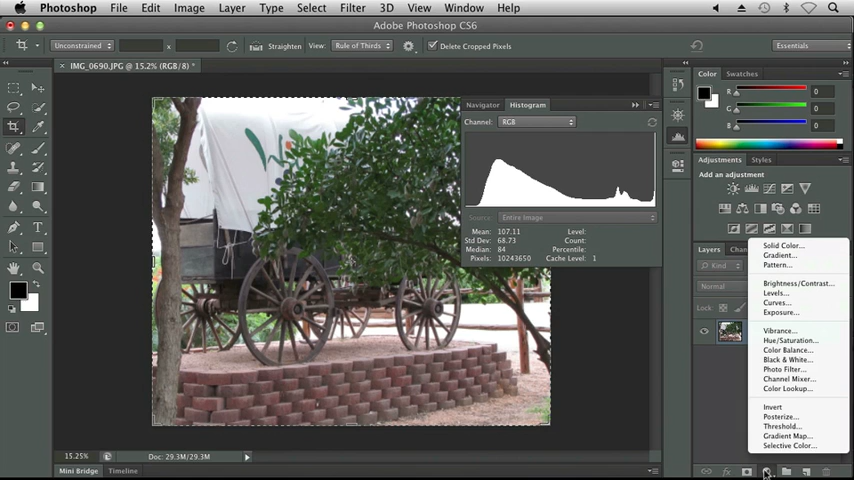 Photoshop File Edit Image Layer Type Select Filter 3D View Window Help
Adobe Photoshop CS6
Unconstrained x Straighten View: Rule of Thirds Delete Cropped Pixels Essentials
× IMG_0690.JPG @ 15.2% (RGB/8) *
Color Swatches
R 0
G 0
B 0
Navigator Histogram
Channel: RGB
Source: Entire Image
Mean: 107.11 Level:
Std Dev: 68.73 Count:
Median: 84 Percentile:
Pixels: 10243650 Cache Level: 1
Adjustments Styles
Add an adjustment
Layers Chan
Kind
Normal
Lock:
Solid Color...
Gradient...
Pattern...
Brightness/Contrast...
Levels...
Curves...
Exposure...
Vibrance...
Hue/Saturation...
Color Balance...
Black & White...
Photo Filter...
Channel Mixer...
Color Lookup...
Invert
Posterize...
Threshold...
Gradient Map...
Selective Color...
15.25% Doc: 29.3M/29.3M
Mini Bridge Timeline